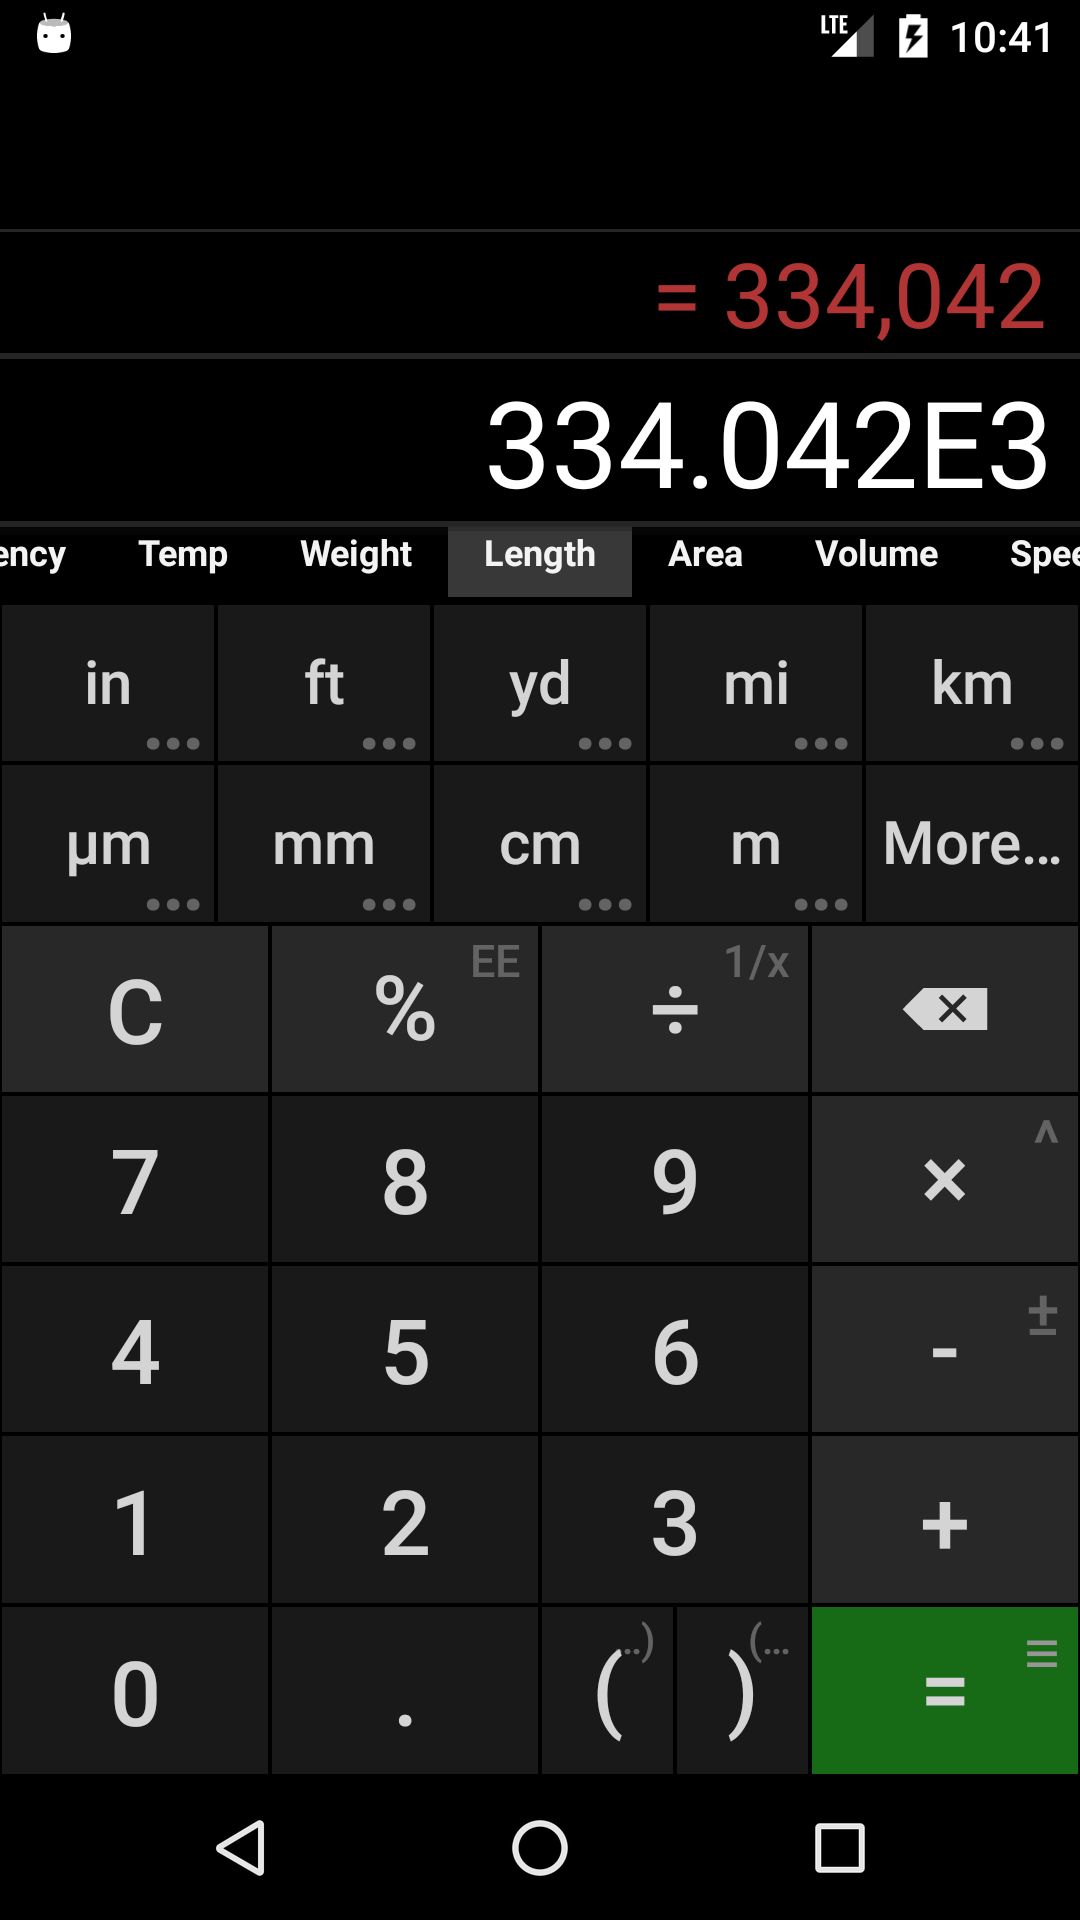 LTE 10:41
= 334,042
334.042E3
ency Temp Weight Length Area Volume Spee
in ft yd mi km
µm mm cm m More...
C % EE ÷ 1/x
7 8 9 × ^
4 5 6 - ±
1 2 3 +
0 . ( ..) ) (... =